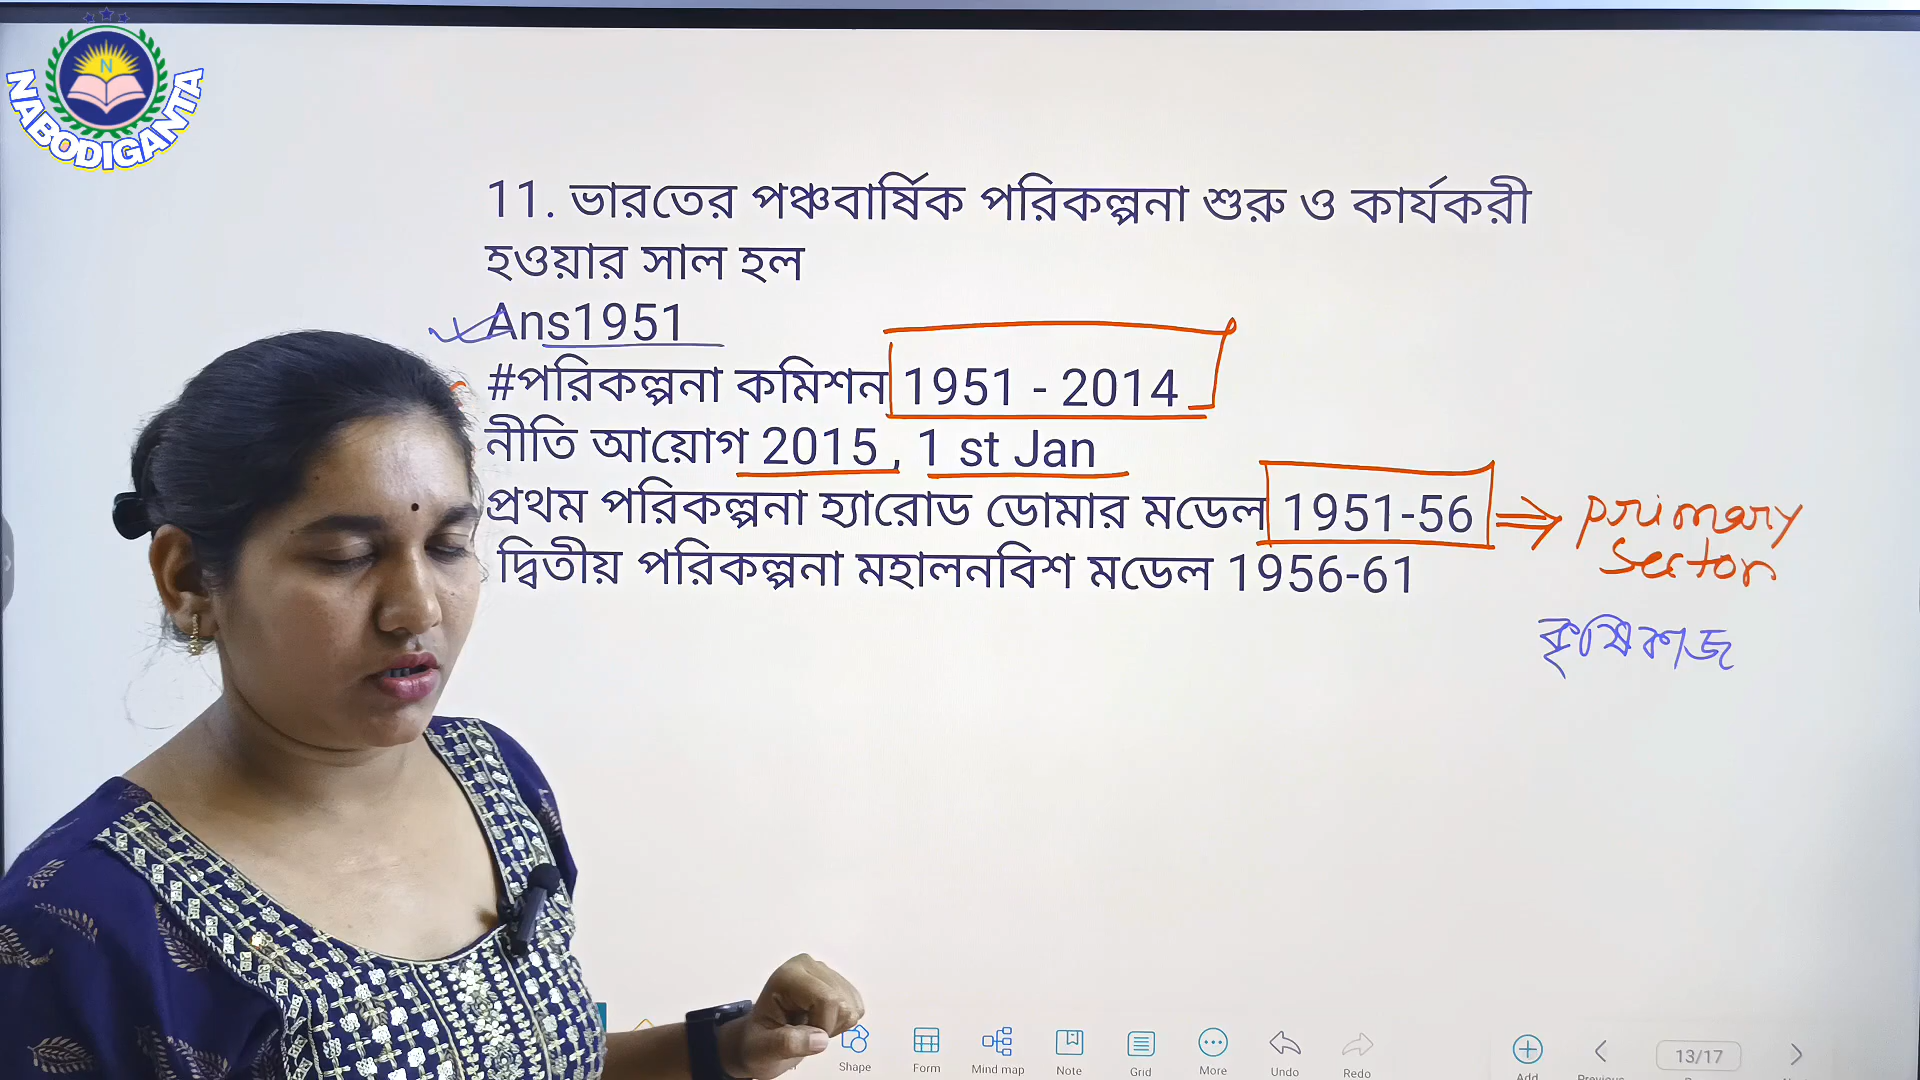 NABODIGANTA
11. ভারতের পঞ্চবার্ষিক পরিকল্পনা শুরু ও কার্যকরী
হওয়ার সাল হল
Ans1951
#পরিকল্পনা কমিশন 1951 - 2014
নীতি আয়োগ 2015 , 1 st Jan
প্রথম পরিকল্পনা হ্যারোড ডোমার মডেল 1951-56
primary
sector
দ্বিতীয় পরিকল্পনা মহালনবিশ মডেল 1956-61
কৃষিকাজ
Shape Form Mind map Note Grid More Undo Redo Add 13/17